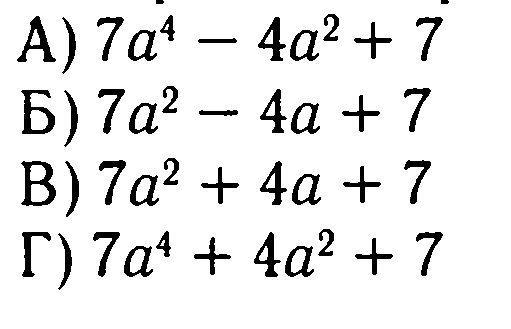 А) 7a⁴ − 4a² + 7
Б) 7a² − 4a + 7
В) 7a² + 4a + 7
Г) 7a⁴ + 4a² + 7